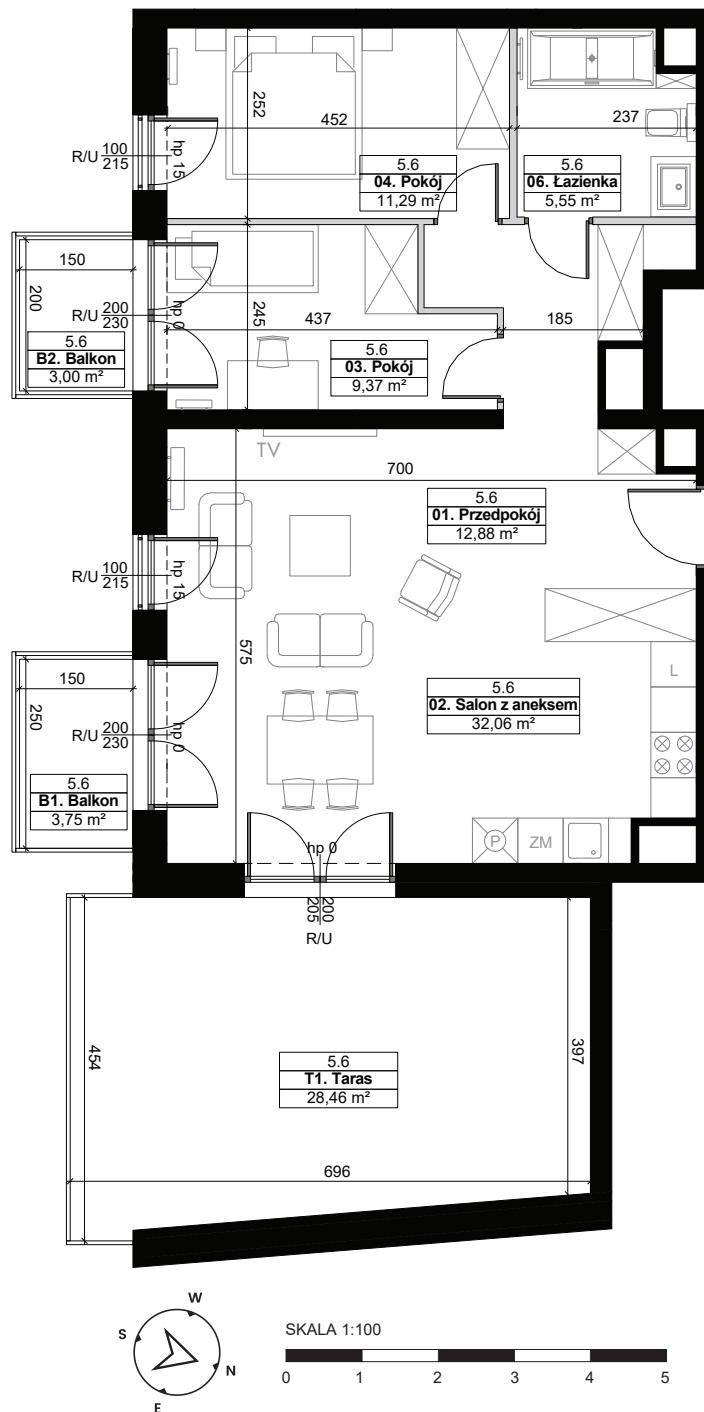 252
452
237
R/U 100
215
hp 15
5.6
04. Pokój
11,29 m²
5.6
06. Łazienka
5,55 m²
150
200
R/U 200
230
hp 0
245
437
185
5.6
B2. Balkon
3,00 m²
5.6
03. Pokój
9,37 m²
TV
700
5.6
01. Przedpokój
12,88 m²
R/U 100
215
hp 15
575
150
250
R/U 200
230
hp 0
L
5.6
02. Salon z aneksem
32,06 m²
5.6
B1. Balkon
3,75 m²
P
ZM
hp 0
200
205
R/U
454
397
5.6
T1. Taras
28,46 m²
696
W
S
N
E
SKALA 1:100
0 1 2 3 4 5